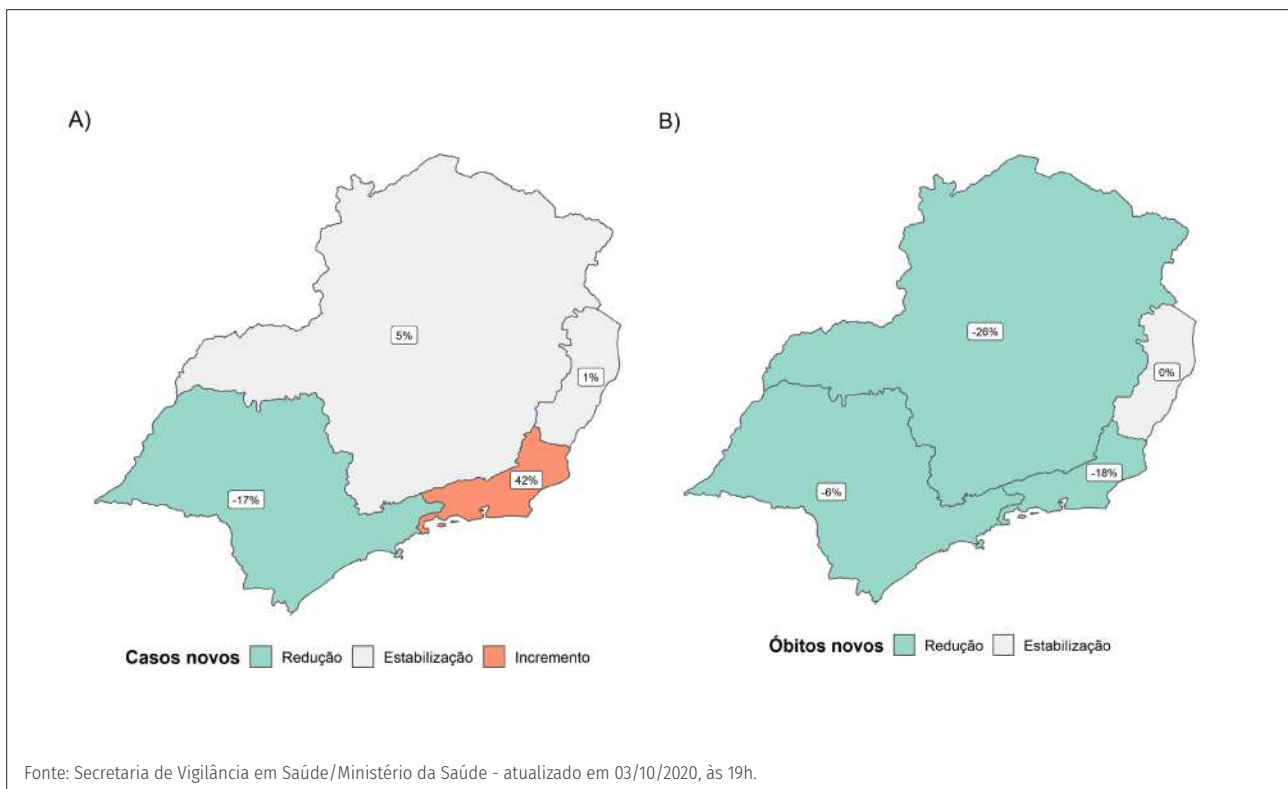 A)
5%
1%
42%
-17%
Casos novos Redução Estabilização Incremento
B)
-26%
0%
-18%
-6%
Óbitos novos Redução Estabilização
Fonte: Secretaria de Vigilância em Saúde/Ministério da Saúde - atualizado em 03/10/2020, às 19h.